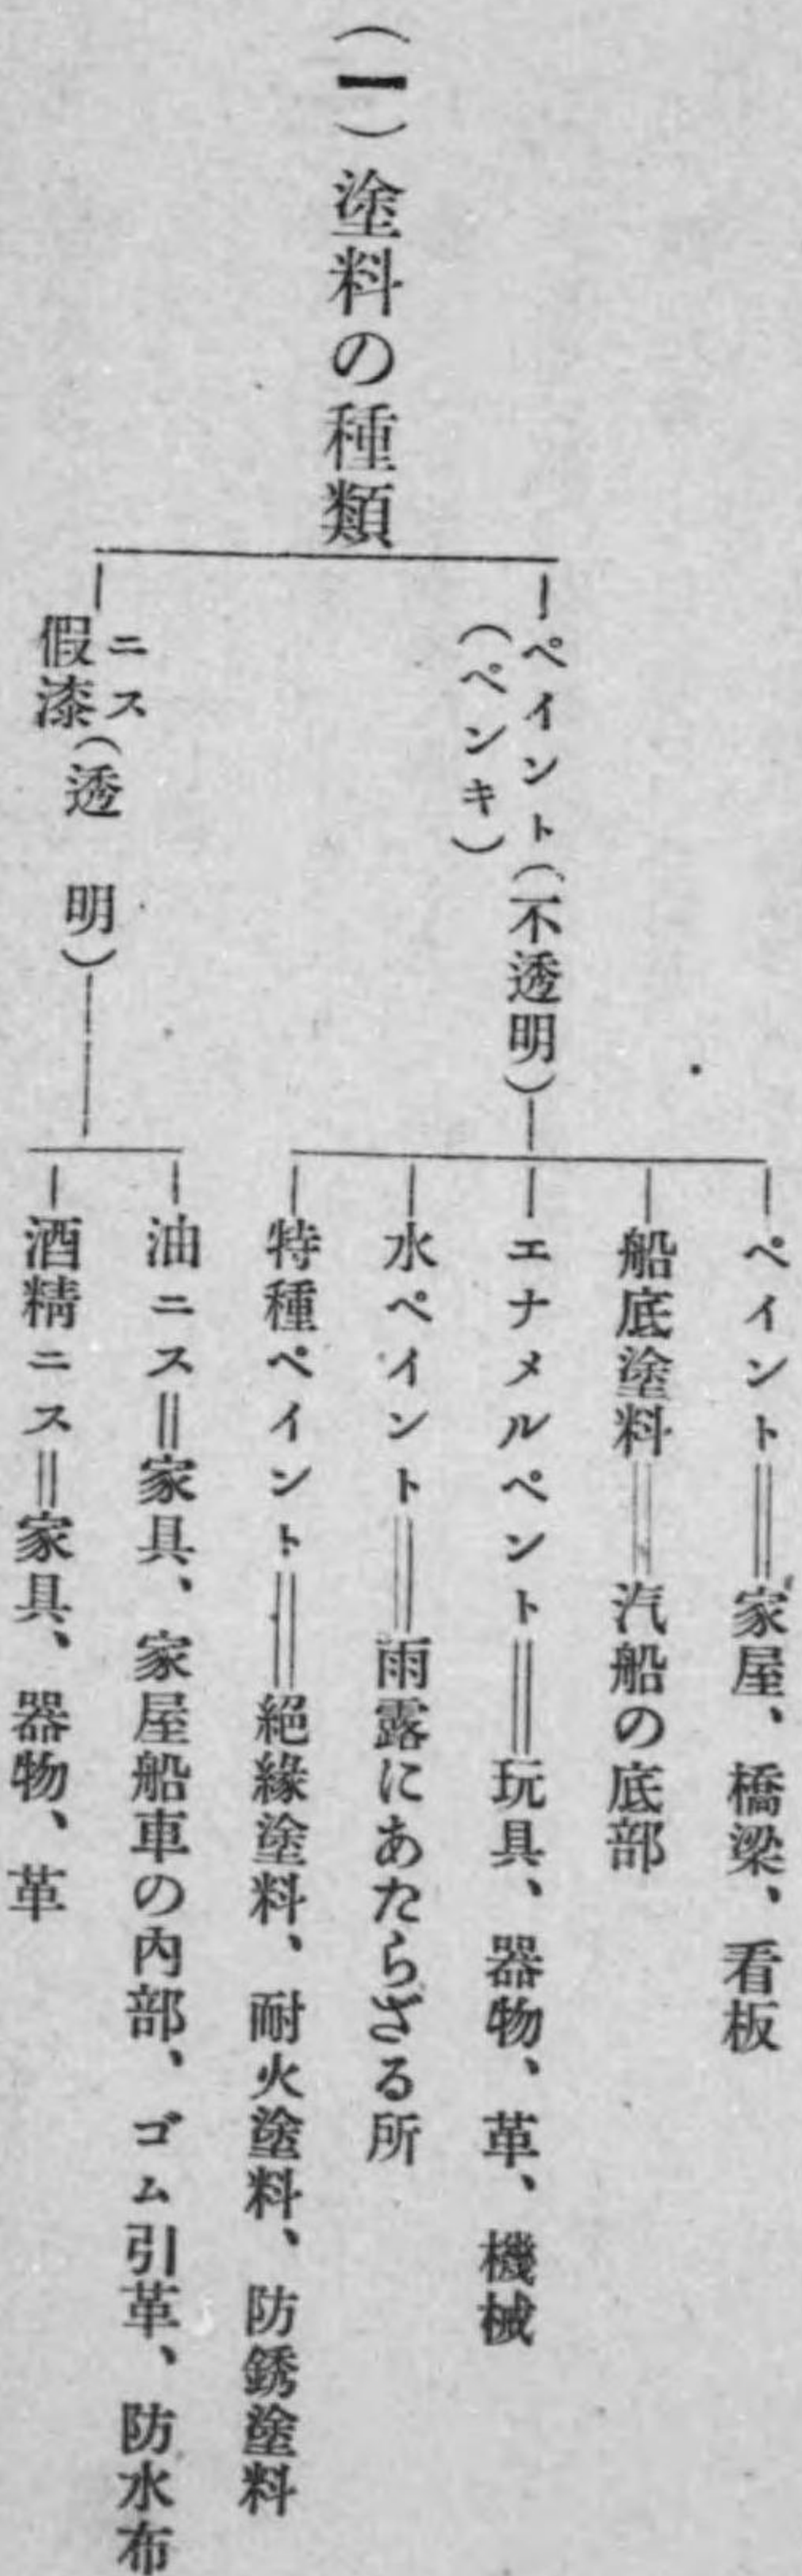 (一)塗料の種類
ペイント(不透明)
(ペンキ)
ペイント＝家屋、橋梁、看板
船底塗料＝汽船の底部
エナメルペント＝玩具、器物、革、機械
水ペイント＝雨露にあたらざる所
特種ペイント＝絕緣塗料、耐火塗料、防銹塗料
ニス
假漆(透明)
油ニス＝家具、家屋船車の內部、ゴム引革、防水布
酒精ニス＝家具、器物、革